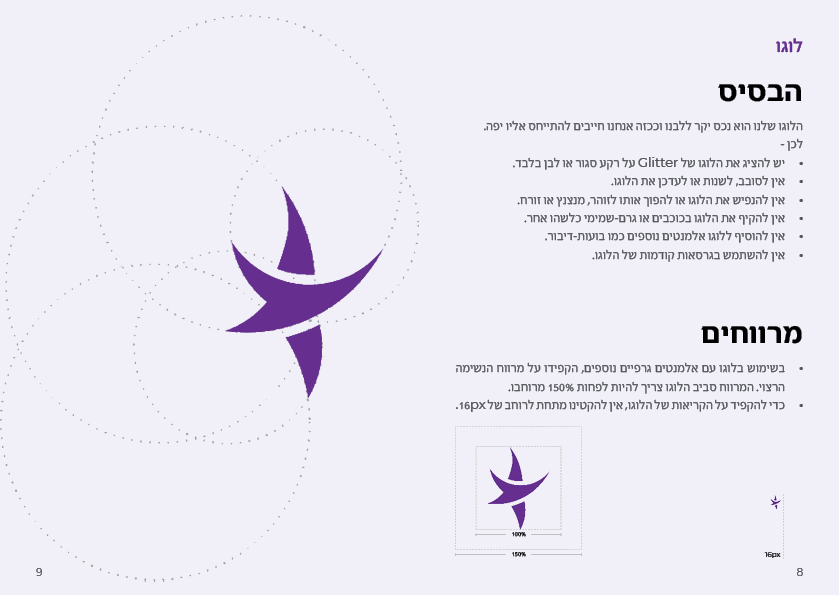 לוגו
הבסיס
הלוגו שלנו הוא נכס יקר ללבנו וככזה אנחנו חייבים להתייחס אליו יפה.
לכן -
• יש להציג את הלוגו של Glitter על רקע סגור או לבן בלבד.
• אין לסובב, לשנות או לעדכן את הלוגו.
• אין להנפיש את הלוגו או להפוך אותו לזוהר, מנצנץ או זורח.
• אין להקיף את הלוגו בכוכבים או גרם-שמימי כלשהו אחר.
• אין להוסיף ללוגו אלמנטים נוספים כמו בועות-דיבור.
• אין להשתמש בגרסאות קודמות של הלוגו.
מרווחים
• בשימוש בלוגו עם אלמנטים גרפיים נוספים, הקפידו על מרווח הנשימה
הרצוי. המרווח סביב הלוגו צריך להיות לפחות 150% מרוחבו.
• כדי להקפיד על הקריאות של הלוגו, אין להקטינו מתחת לרוחב של 16px.
100%
150%
16px
8
9